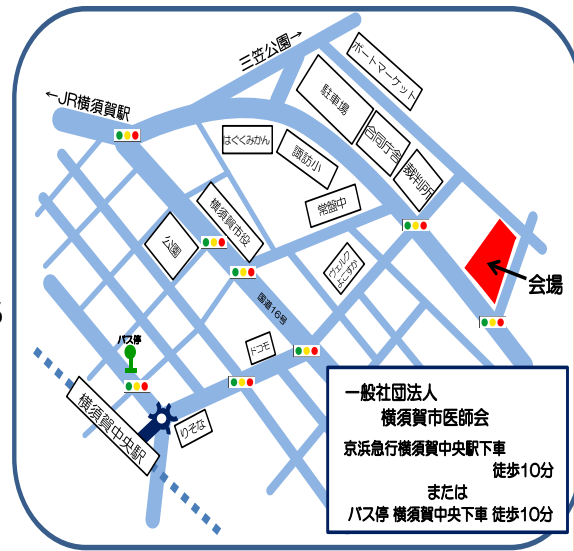 三笠公園→
←JR横須賀駅
ポートマーケット
駐車場
合同庁舎
裁判所
はぐくみかん
諏訪小
常盤中
横須賀市役
公園
ヴェルク
よこすか
会場
国道16号
バス停
ドコモ
横須賀中央駅
りそな
一般社団法人
横須賀市医師会
京浜急行横須賀中央駅下車
徒歩10分
または
バス停 横須賀中央下車 徒歩10分